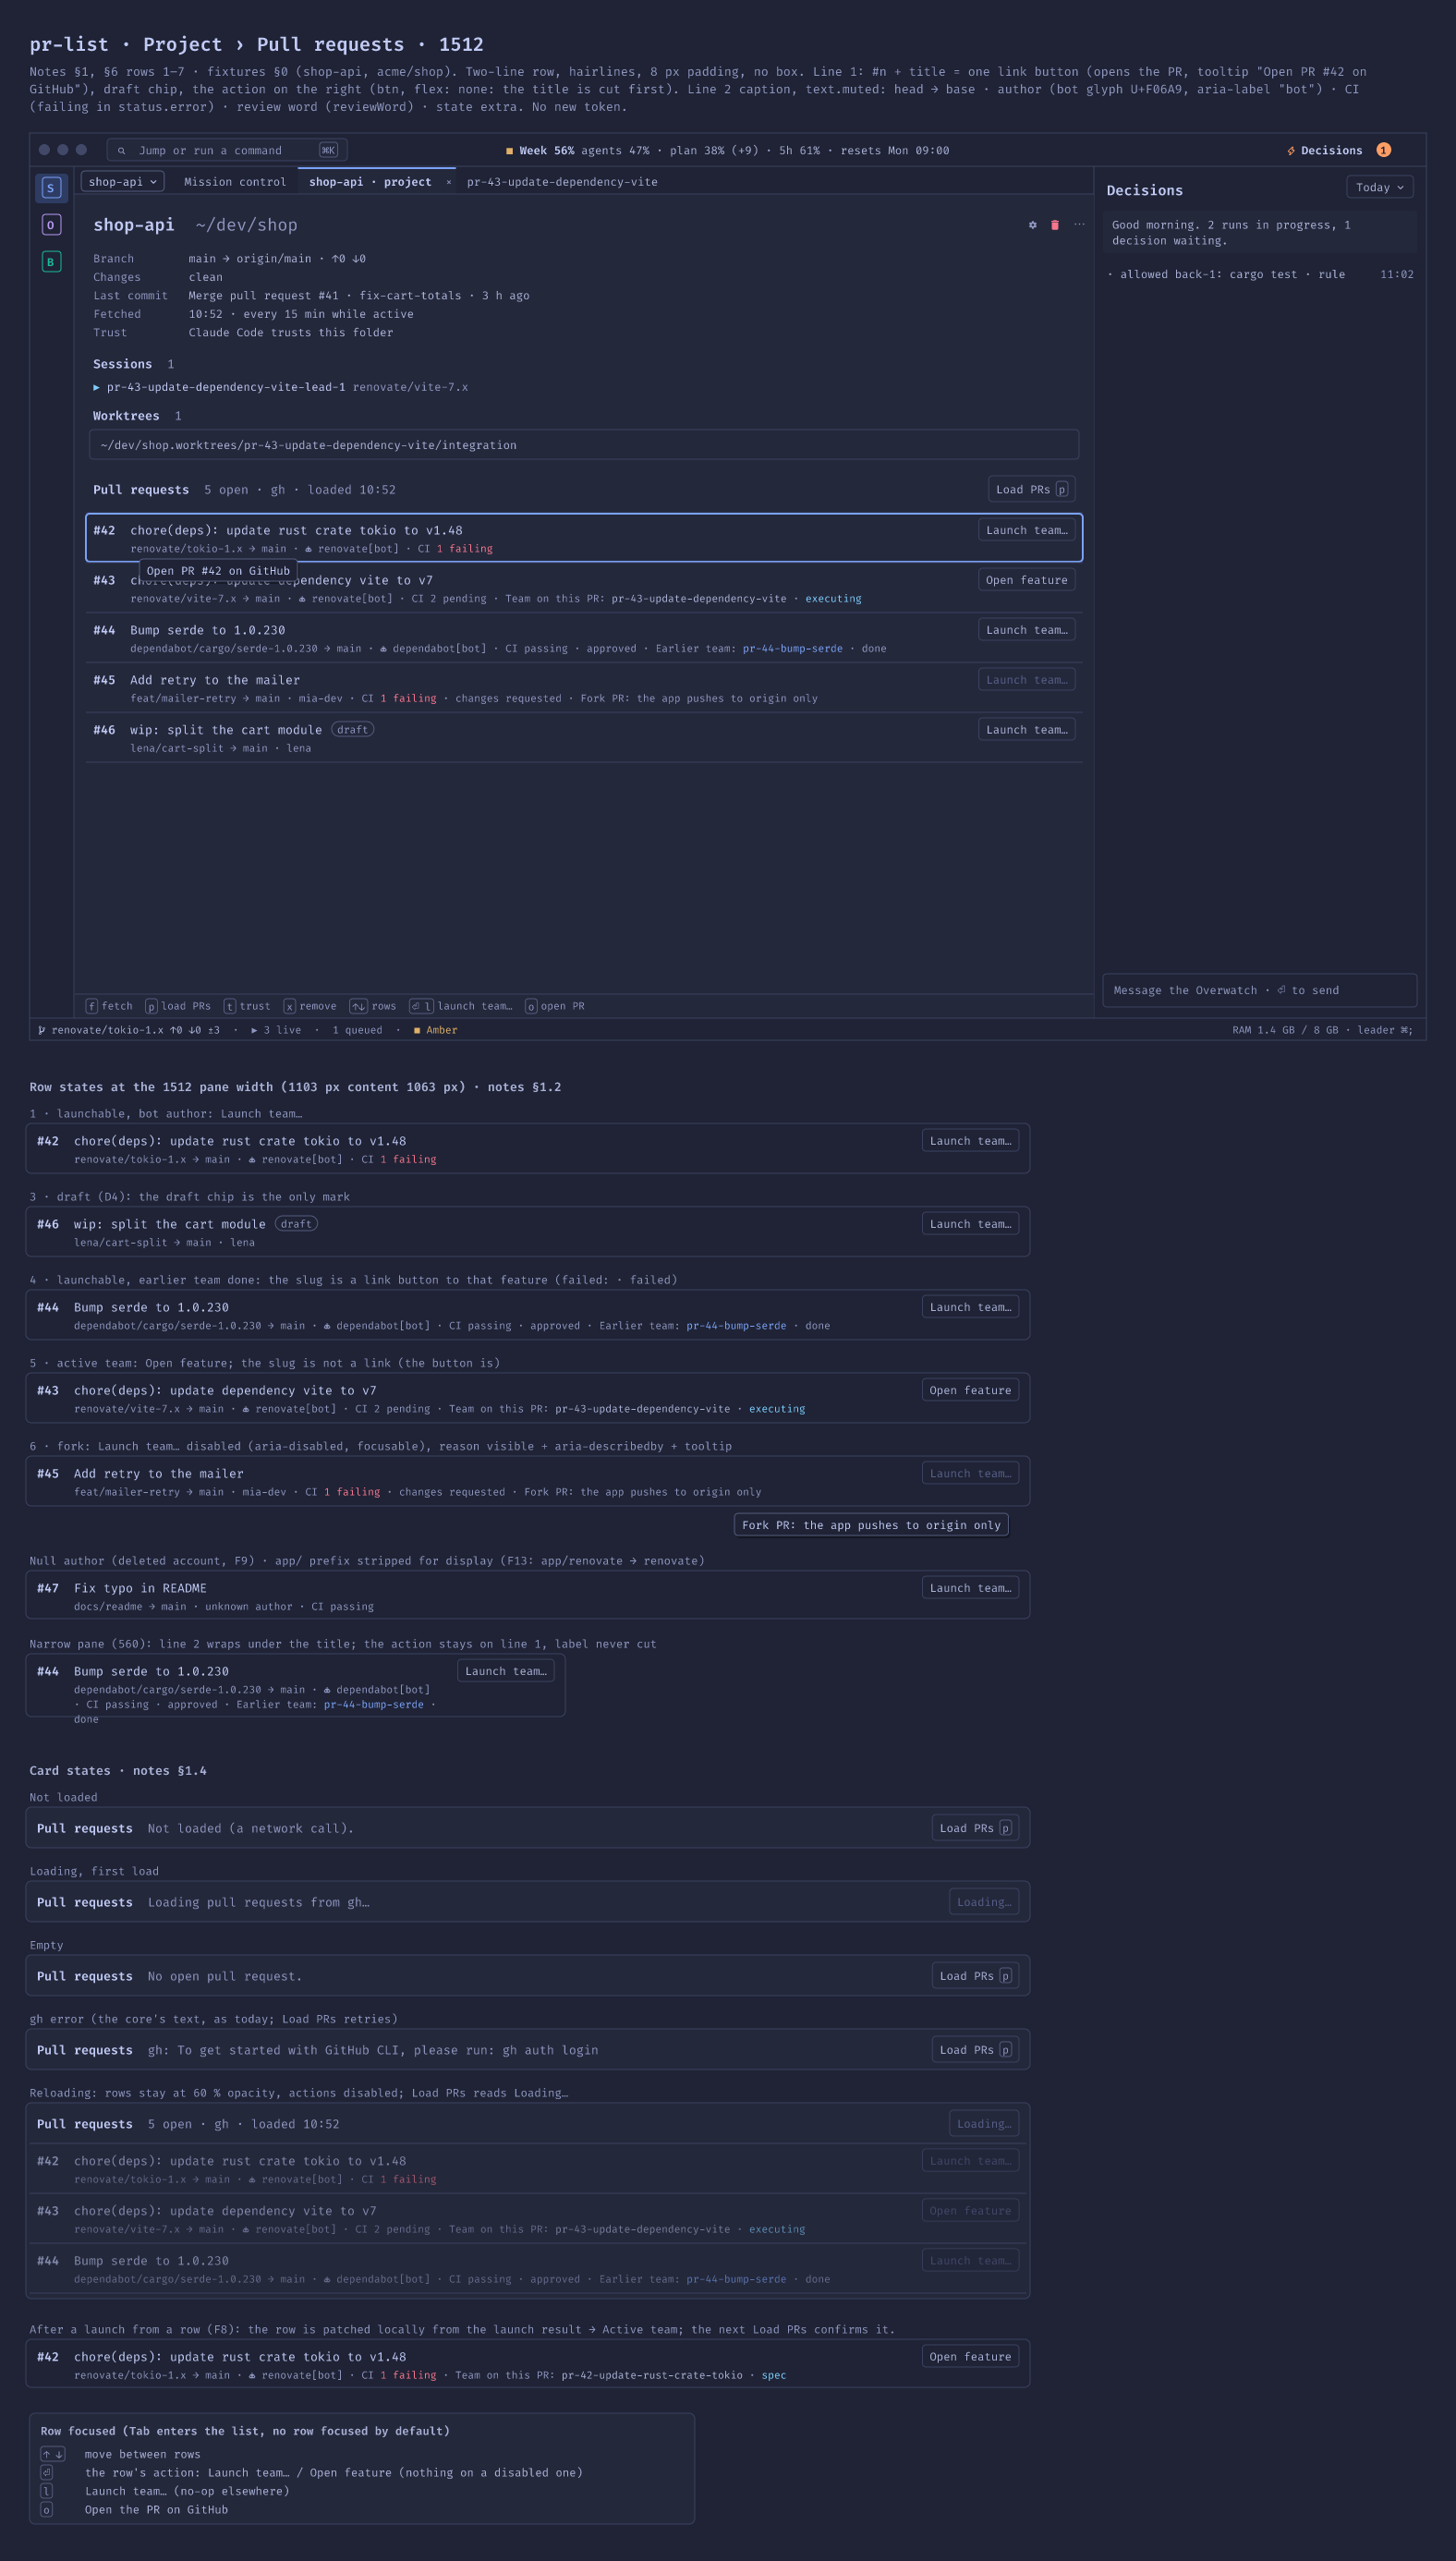 pr-list · Project › Pull requests · 1512
Notes §1, §6 rows 1–7 · fixtures §0 (shop-api, acme/shop). Two-line row, hairlines, 8 px padding, no box. Line 1: #n + title = one link button (opens the PR, tooltip "Open PR #42 on
GitHub"), draft chip, the action on the right (btn, flex: none: the title is cut first). Line 2 caption, text.muted: head → base · author (bot glyph U+F06A9, aria-label "bot") · CI
(failing in status.error) · review word (reviewWord) · state extra. No new token.
Jump or run a command ⌘K
■ Week 56% agents 47% · plan 38% (+9) · 5h 61% · resets Mon 09:00
Decisions 1
S
O
B
shop-api Mission control shop-api · project × pr-43-update-dependency-vite
shop-api ~/dev/shop ···
Branch main → origin/main · ↑0 ↓0
Changes clean
Last commit Merge pull request #41 · fix-cart-totals · 3 h ago
Fetched 10:52 · every 15 min while active
Trust Claude Code trusts this folder
Sessions 1
▶ pr-43-update-dependency-vite-lead-1 renovate/vite-7.x
Worktrees 1
~/dev/shop.worktrees/pr-43-update-dependency-vite/integration
Pull requests 5 open · gh · loaded 10:52 Load PRs p
#42 chore(deps): update rust crate tokio to v1.48 Launch team…
renovate/tokio-1.x → main · renovate[bot] · CI 1 failing
Open PR #42 on GitHub
#43 chore(deps): update dependency vite to v7 Open feature
renovate/vite-7.x → main · renovate[bot] · CI 2 pending · Team on this PR: pr-43-update-dependency-vite · executing
#44 Bump serde to 1.0.230 Launch team…
dependabot/cargo/serde-1.0.230 → main · dependabot[bot] · CI passing · approved · Earlier team: pr-44-bump-serde · done
#45 Add retry to the mailer Launch team…
feat/mailer-retry → main · mia-dev · CI 1 failing · changes requested · Fork PR: the app pushes to origin only
#46 wip: split the cart module draft Launch team…
lena/cart-split → main · lena
f fetch p load PRs t trust x remove ↑↓ rows ⏎ l launch team… o open PR
Decisions Today
Good morning. 2 runs in progress, 1
decision waiting.
· allowed back-1: cargo test · rule 11:02
Message the Overwatch · ⏎ to send
renovate/tokio-1.x ↑0 ↓0 ±3 · ▶ 3 live · 1 queued · ■ Amber
RAM 1.4 GB / 8 GB · leader ⌘;
Row states at the 1512 pane width (1103 px content 1063 px) · notes §1.2
1 · launchable, bot author: Launch team…
#42 chore(deps): update rust crate tokio to v1.48 Launch team…
renovate/tokio-1.x → main · renovate[bot] · CI 1 failing
3 · draft (D4): the draft chip is the only mark
#46 wip: split the cart module draft Launch team…
lena/cart-split → main · lena
4 · launchable, earlier team done: the slug is a link button to that feature (failed: · failed)
#44 Bump serde to 1.0.230 Launch team…
dependabot/cargo/serde-1.0.230 → main · dependabot[bot] · CI passing · approved · Earlier team: pr-44-bump-serde · done
5 · active team: Open feature; the slug is not a link (the button is)
#43 chore(deps): update dependency vite to v7 Open feature
renovate/vite-7.x → main · renovate[bot] · CI 2 pending · Team on this PR: pr-43-update-dependency-vite · executing
6 · fork: Launch team… disabled (aria-disabled, focusable), reason visible + aria-describedby + tooltip
#45 Add retry to the mailer Launch team…
feat/mailer-retry → main · mia-dev · CI 1 failing · changes requested · Fork PR: the app pushes to origin only
Fork PR: the app pushes to origin only
Null author (deleted account, F9) · app/ prefix stripped for display (F13: app/renovate → renovate)
#47 Fix typo in README Launch team…
docs/readme → main · unknown author · CI passing
Narrow pane (560): line 2 wraps under the title; the action stays on line 1, label never cut
#44 Bump serde to 1.0.230 Launch team…
dependabot/cargo/serde-1.0.230 → main · dependabot[bot]
· CI passing · approved · Earlier team: pr-44-bump-serde ·
done
Card states · notes §1.4
Not loaded
Pull requests Not loaded (a network call). Load PRs p
Loading, first load
Pull requests Loading pull requests from gh… Loading…
Empty
Pull requests No open pull request. Load PRs p
gh error (the core's text, as today; Load PRs retries)
Pull requests gh: To get started with GitHub CLI, please run: gh auth login Load PRs p
Reloading: rows stay at 60 % opacity, actions disabled; Load PRs reads Loading…
Pull requests 5 open · gh · loaded 10:52 Loading…
#42 chore(deps): update rust crate tokio to v1.48 Launch team…
renovate/tokio-1.x → main · renovate[bot] · CI 1 failing
#43 chore(deps): update dependency vite to v7 Open feature
renovate/vite-7.x → main · renovate[bot] · CI 2 pending · Team on this PR: pr-43-update-dependency-vite · executing
#44 Bump serde to 1.0.230 Launch team…
dependabot/cargo/serde-1.0.230 → main · dependabot[bot] · CI passing · approved · Earlier team: pr-44-bump-serde · done
After a launch from a row (F8): the row is patched locally from the launch result → Active team; the next Load PRs confirms it.
#42 chore(deps): update rust crate tokio to v1.48 Open feature
renovate/tokio-1.x → main · renovate[bot] · CI 1 failing · Team on this PR: pr-42-update-rust-crate-tokio · spec
Row focused (Tab enters the list, no row focused by default)
↑ ↓ move between rows
⏎ the row's action: Launch team… / Open feature (nothing on a disabled one)
l Launch team… (no-op elsewhere)
o Open the PR on GitHub